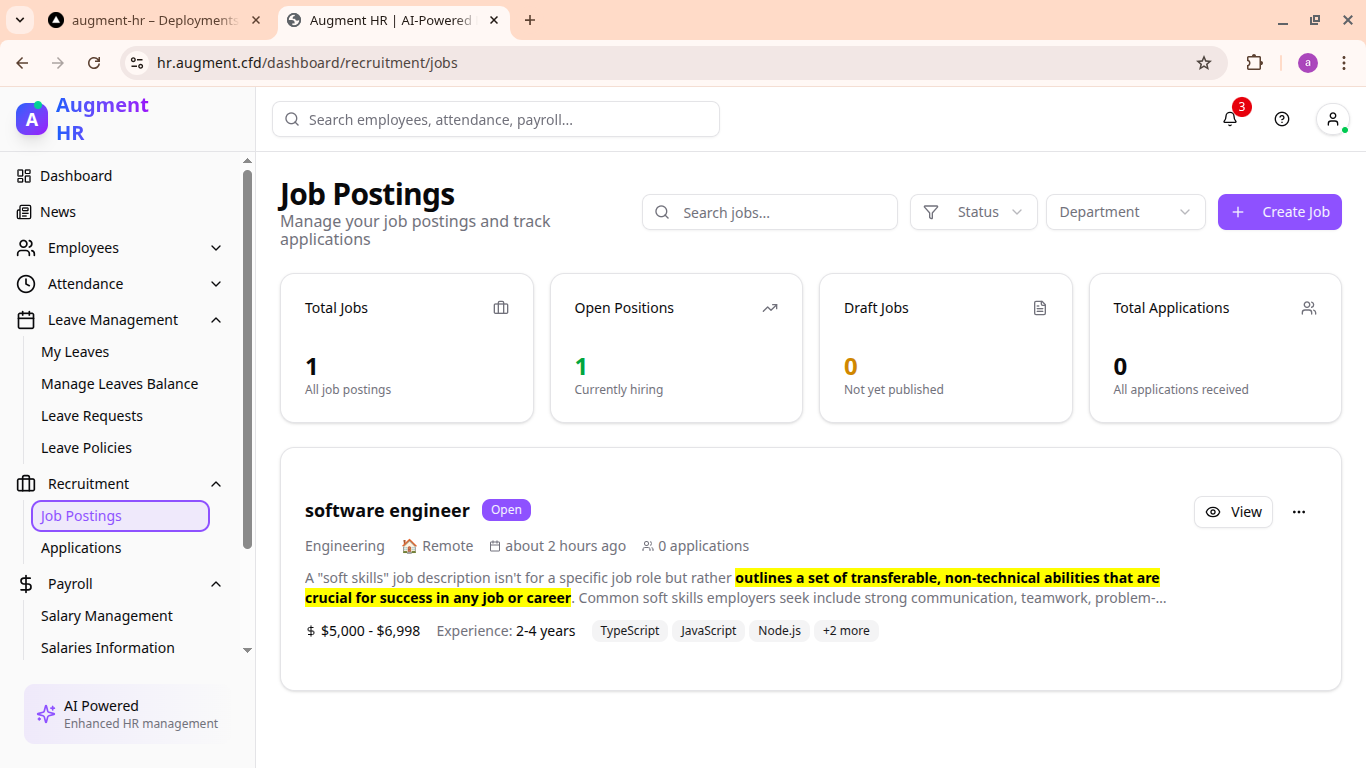 augment-hr – Deployments
Augment HR | AI-Powered
hr.augment.cfd/dashboard/recruitment/jobs
a
A
Augment
HR
Search employees, attendance, payroll...
3
Dashboard
News
Employees
Attendance
Leave Management
My Leaves
Manage Leaves Balance
Leave Requests
Leave Policies
Recruitment
Job Postings
Applications
Payroll
Salary Management
Salaries Information
AI Powered
Enhanced HR management
Job Postings
Manage your job postings and track
applications
Search jobs...
Status
Department
Create Job
Total Jobs
1
All job postings
Open Positions
1
Currently hiring
Draft Jobs
0
Not yet published
Total Applications
0
All applications received
software engineer Open
View
Engineering 🏠 Remote about 2 hours ago 0 applications
A "soft skills" job description isn't for a specific job role but rather outlines a set of transferable, non-technical abilities that are
crucial for success in any job or career. Common soft skills employers seek include strong communication, teamwork, problem-...
$ $5,000 - $6,998 Experience: 2-4 years TypeScript JavaScript Node.js +2 more